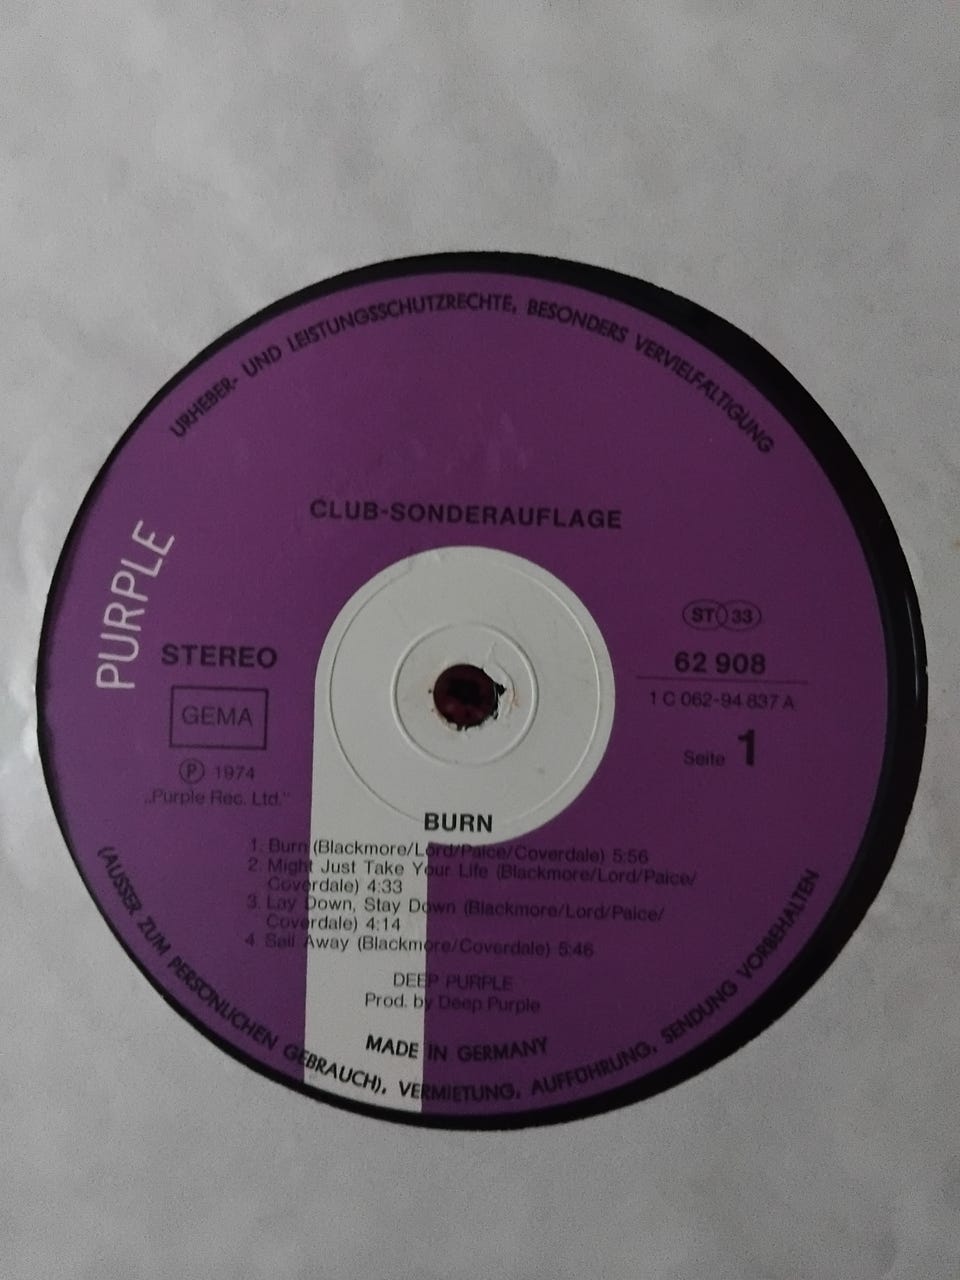 URHEBER- UND LEISTUNGSSCHUTZRECHTE, BESONDERS VERVIELFÄLTIGUNG
CLUB-SONDERAUFLAGE
PURPLE
STEREO
GEMA
Ⓟ 1974
„Purple Rec. Ltd."
ST 33
62 908
1 C 062-94 837 A
Seite 1
BURN
1. Burn (Blackmore/Lord/Paice/Coverdale) 5:56
2. Might Just Take Your Life (Blackmore/Lord/Paice/
Coverdale) 4:33
3. Lay Down, Stay Down (Blackmore/Lord/Paice/
Coverdale) 4:14
4. Sail Away (Blackmore/Coverdale) 5:46
DEEP PURPLE
Prod. by Deep Purple
MADE IN GERMANY
(AUSSER ZUM PERSÖNLICHEN GEBRAUCH), VERMIETUNG, AUFFÜHRUNG, SENDUNG VORBEHALTEN